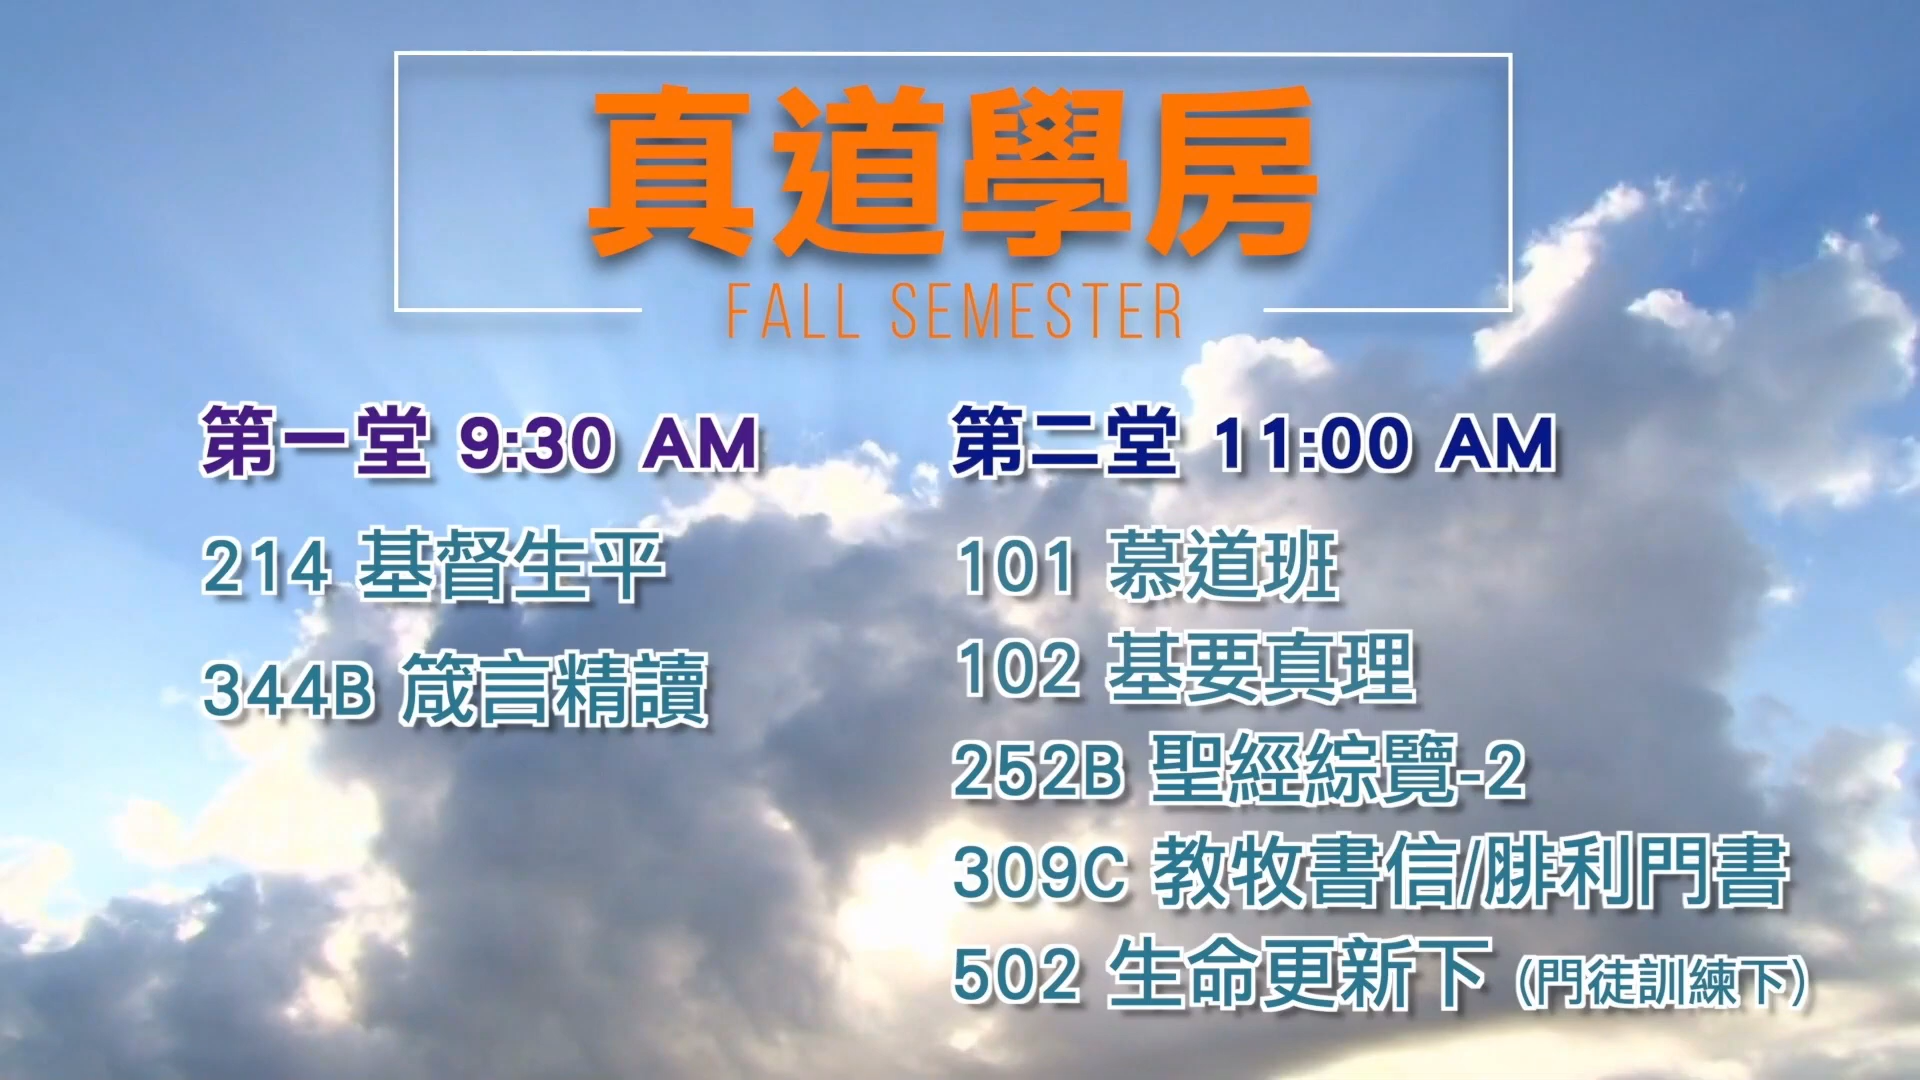 真道學房
FALL SEMESTER
第一堂 9:30 AM
214 基督生平
344B 箴言精讀
第二堂 11:00 AM
101 慕道班
102 基要真理
252B 聖經綜覽-2
309C 教牧書信/腓利門書
502 生命更新下 (門徒訓練下)